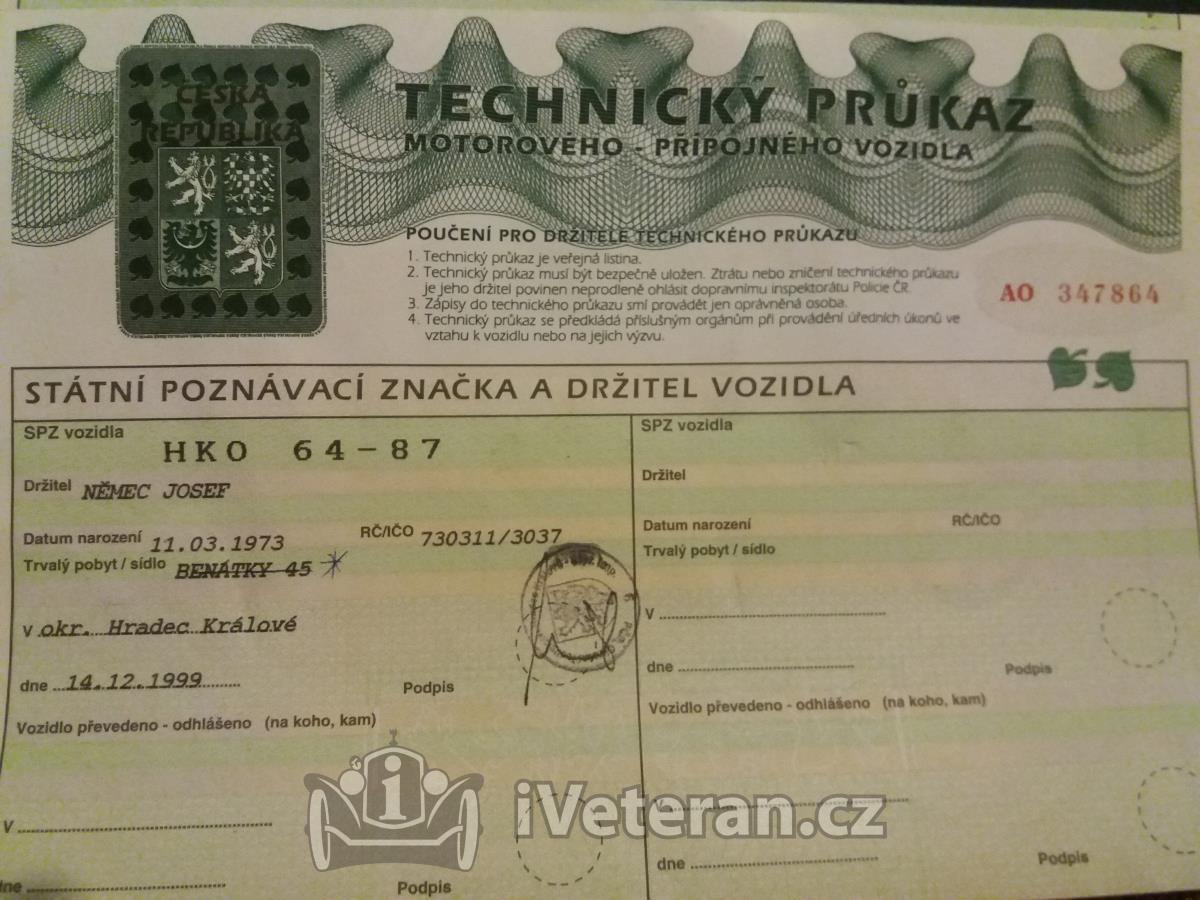 ČESKÁ
REPUBLIKA
TECHNICKÝ PRŮKAZ
MOTOROVÉHO - PŘÍPOJNÉHO VOZIDLA
POUČENÍ PRO DRŽITELE TECHNICKÉHO PRŮKAZU
1. Technický průkaz je veřejná listina.
2. Technický průkaz musí být bezpečně uložen. Ztrátu nebo zničení technického průkazu
je jeho držitel povinen neprodleně ohlásit dopravnímu inspektorátu Policie ČR.
3. Zápisy do technického průkazu smí provádět jen oprávněná osoba.
4. Technický průkaz se předkládá příslušným orgánům při provádění úředních úkonů ve
vztahu k vozidlu nebo na jejich výzvu.
AO 347864
STÁTNÍ POZNÁVACÍ ZNAČKA A DRŽITEL VOZIDLA
SPZ vozidla HKO 64-87
Držitel NĚMEC JOSEF
Datum narození 11.03.1973 RČ/IČO 730311/3037
Trvalý pobyt / sídlo BENÁTKY 45
v okr. Hradec Králové
dne 14.12.1999 Podpis
Vozidlo převedeno - odhlášeno (na koho, kam)
v
dne Podpis
SPZ vozidla
Držitel
Datum narození RČ/IČO
Trvalý pobyt / sídlo
v
dne Podpis
Vozidlo převedeno - odhlášeno (na koho, kam)
v
dne Podpis
iVeteran.cz